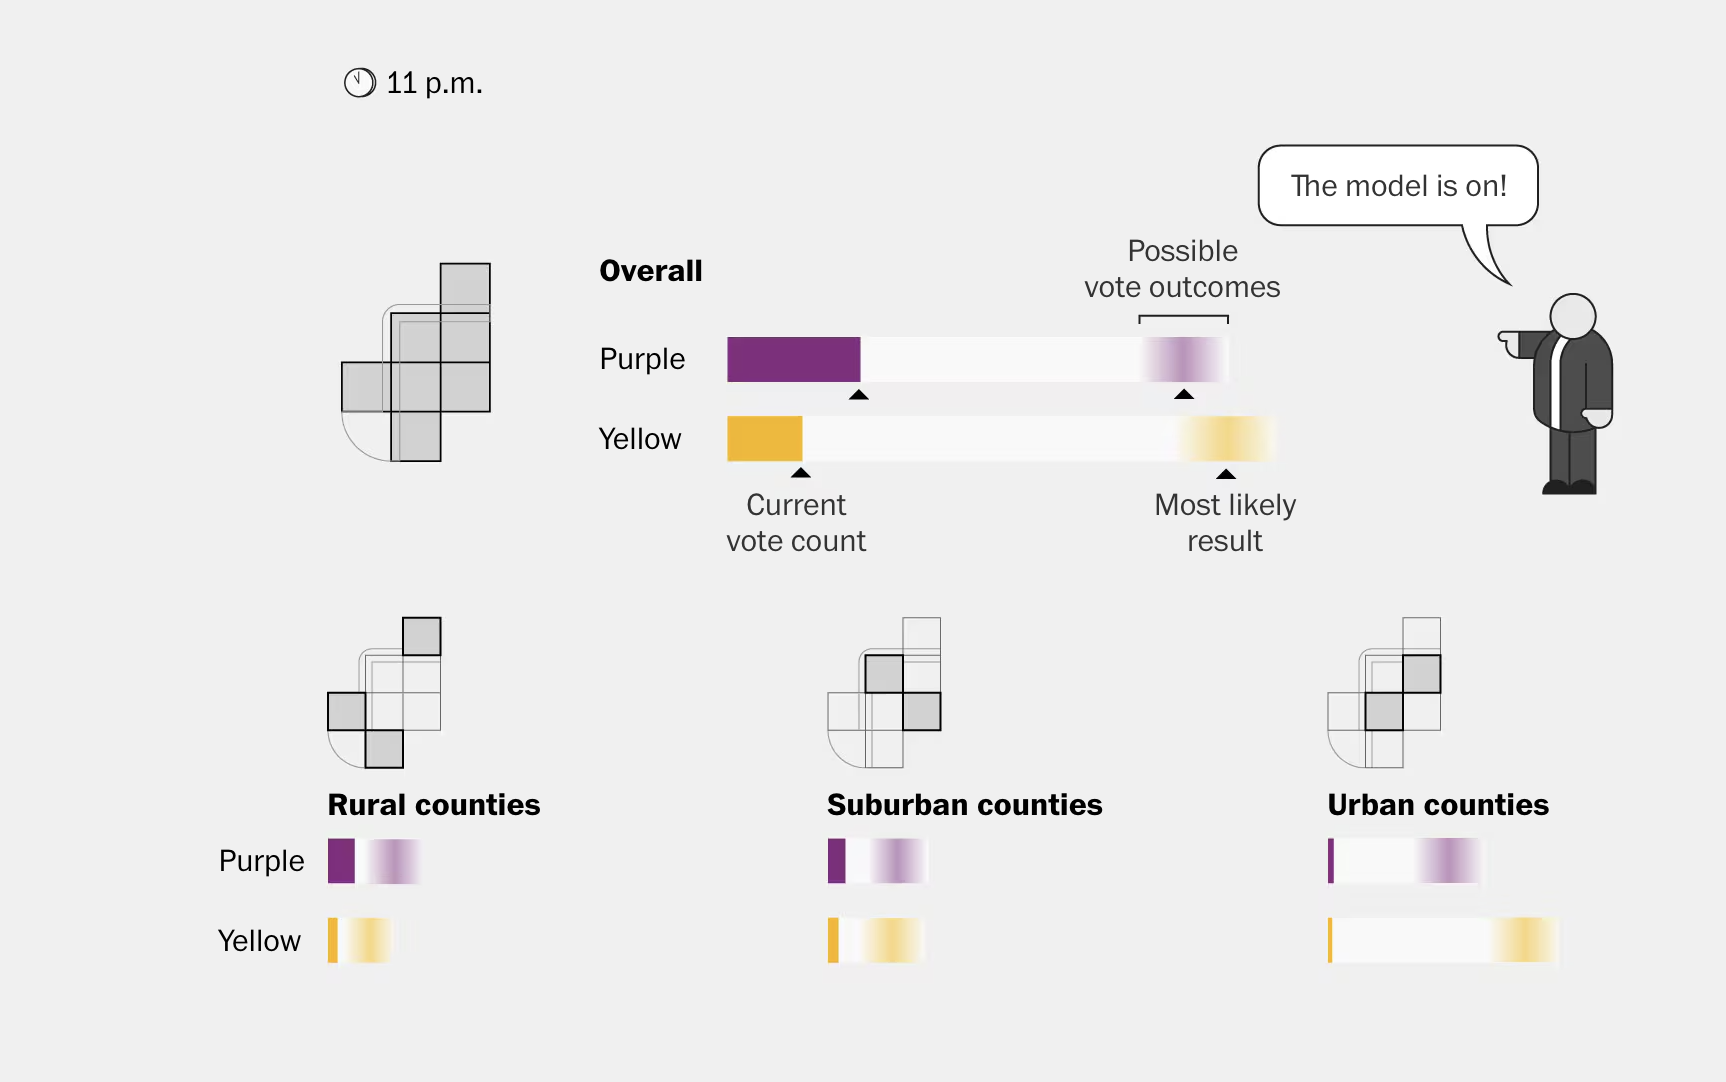 11 p.m.
The model is on!
Possible
vote outcomes
Overall
Purple
Yellow
Current
vote count
Most likely
result
Rural counties
Suburban counties
Urban counties
Purple
Yellow